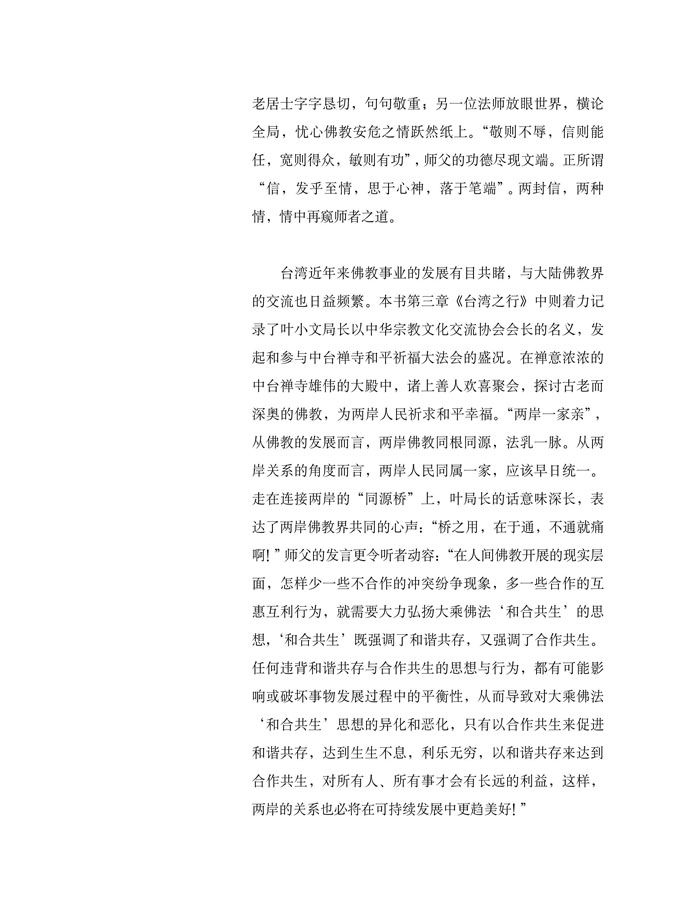 老居士字字恳切，句句敬重；另一位法师放眼世界，横论
全局，忧心佛教安危之情跃然纸上。“敬则不辱，信则能
任，宽则得众，敏则有功”，师父的功德尽现文端。正所谓
“信，发乎至情，思于心神，落于笔端”。两封信，两种
情，情中再窥师者之道。
台湾近年来佛教事业的发展有目共睹，与大陆佛教界
的交流也日益频繁。本书第三章《台湾之行》中则着力记
录了叶小文局长以中华宗教文化交流协会会长的名义，发
起和参与中台禅寺和平祈福大法会的盛况。在禅意浓浓的
中台禅寺雄伟的大殿中，诸上善人欢喜聚会，探讨古老而
深奥的佛教，为两岸人民祈求和平幸福。“两岸一家亲”，
从佛教的发展而言，两岸佛教同根同源，法乳一脉。从两
岸关系的角度而言，两岸人民同属一家，应该早日统一。
走在连接两岸的“同源桥”上，叶局长的话意味深长，表
达了两岸佛教界共同的心声：“桥之用，在于通，不通就痛
啊！”师父的发言更令听者动容：“在人间佛教开展的现实层
面，怎样少一些不合作的冲突纷争现象，多一些合作的互
惠互利行为，就需要大力弘扬大乘佛法‘和合共生’的思
想，‘和合共生’既强调了和谐共存，又强调了合作共生。
任何违背和谐共存与合作共生的思想与行为，都有可能影
响或破坏事物发展过程中的平衡性，从而导致对大乘佛法
‘和合共生’思想的异化和恶化，只有以合作共生来促进
和谐共存，达到生生不息，利乐无穷，以和谐共存来达到
合作共生，对所有人、所有事才会有长远的利益，这样，
两岸的关系也必将在可持续发展中更趋美好！”